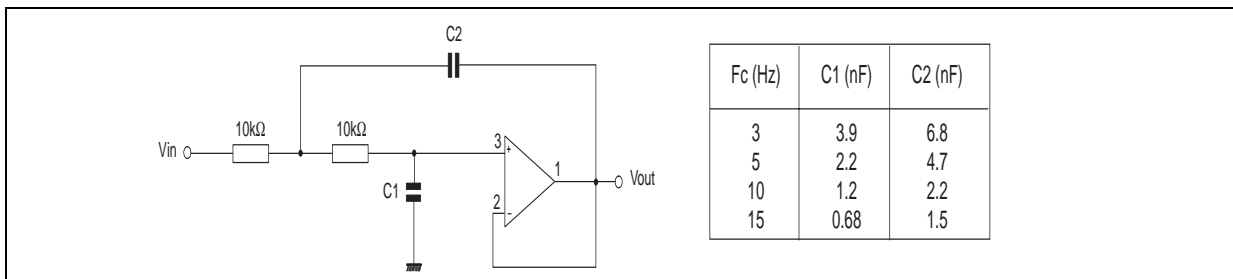 C2
10kΩ 10kΩ
Vin
3
+
1
Vout
C1
2
-
Fc (Hz) C1 (nF) C2 (nF)
3 3.9 6.8
5 2.2 4.7
10 1.2 2.2
15 0.68 1.5